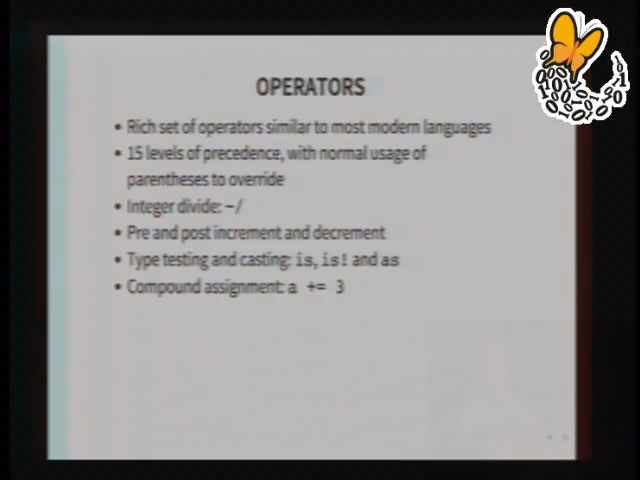 OPERATORS
• Rich set of operators similar to most modern languages
• 15 levels of precedence, with normal usage of
parentheses to override
• Integer divide: ~/
• Pre and post increment and decrement
• Type testing and casting: is, is! and as
• Compound assignment: a += 3